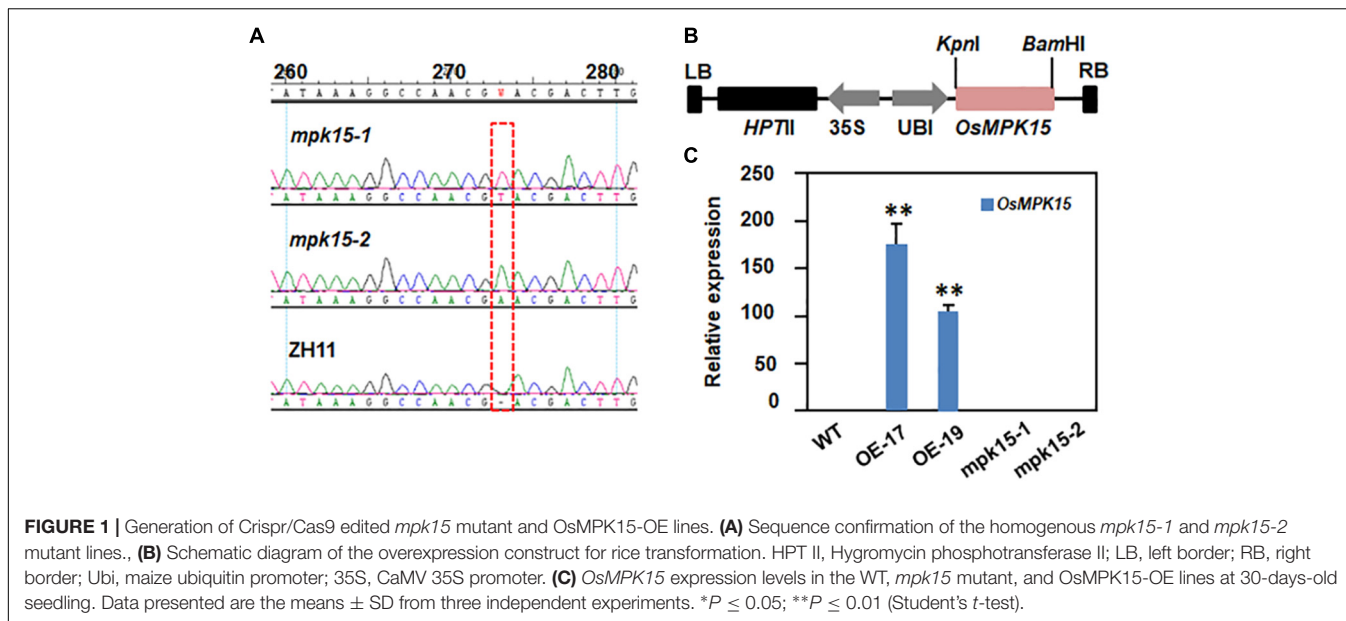 A
260 270 280
A T A A A G G C C A A C G W A C G A C T T G
mpk15-1
A T A A A G G C C A A C G T A C G A C T T G
mpk15-2
A T A A A G G C C A A C G A A C G A C T T G
ZH11
A T A A A G G C C A A C G - A C G A C T T G
B
KpnI BamHI
LB RB
HPTII 35S UBI OsMPK15
C
250
200
150
100
50
0
Relative expression
OsMPK15
**
**
WT OE-17 OE-19 mpk15-1 mpk15-2
FIGURE 1 | Generation of Crispr/Cas9 edited mpk15 mutant and OsMPK15-OE lines. (A) Sequence confirmation of the homogenous mpk15-1 and mpk15-2
mutant lines., (B) Schematic diagram of the overexpression construct for rice transformation. HPT II, Hygromycin phosphotransferase II; LB, left border; RB, right
border; Ubi, maize ubiquitin promoter; 35S, CaMV 35S promoter. (C) OsMPK15 expression levels in the WT, mpk15 mutant, and OsMPK15-OE lines at 30-days-old
seedling. Data presented are the means ± SD from three independent experiments. *P ≤ 0.05; **P ≤ 0.01 (Student's t-test).